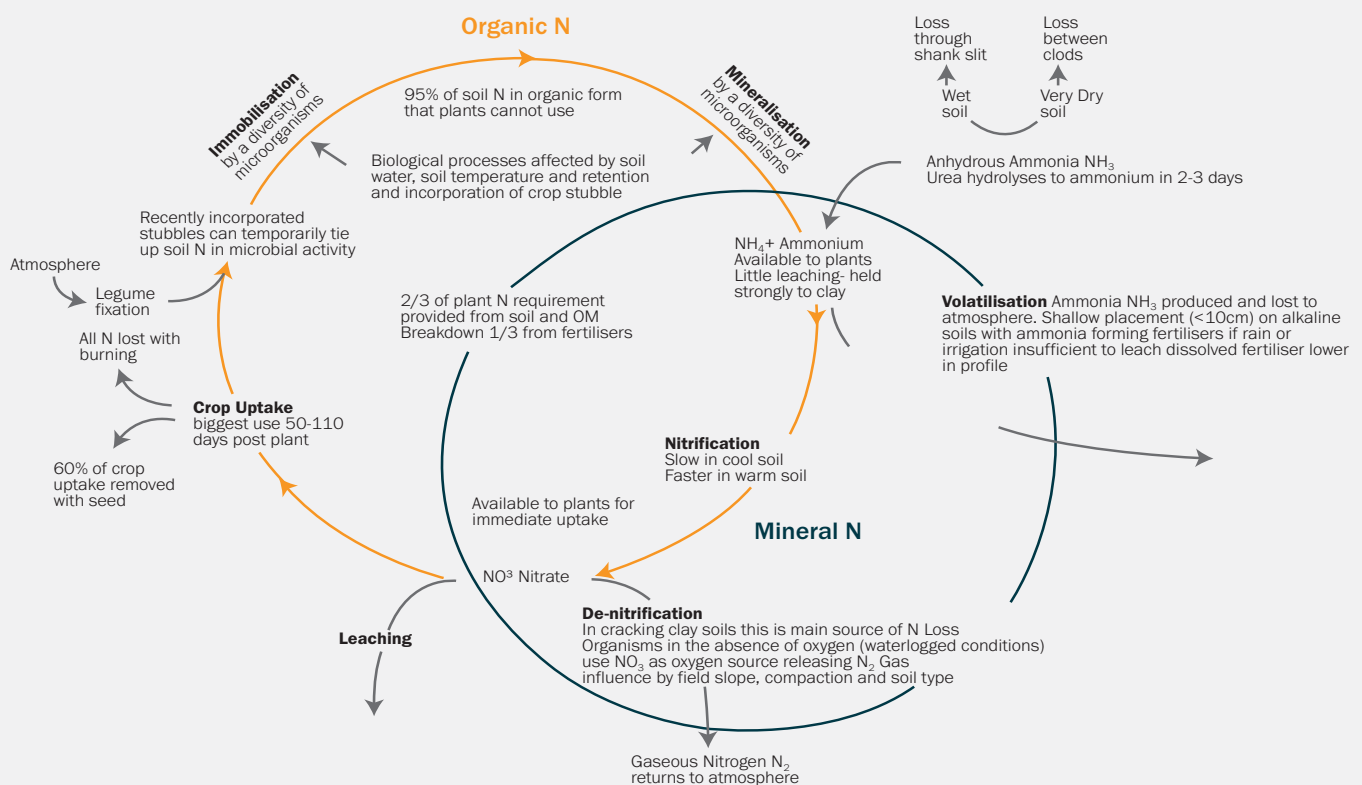 Organic N
Loss
through
shank slit
Loss
between
clods
Wet
soil
Very Dry
soil
Immobilisation
by a diversity of
microorganisms
95% of soil N in organic form
that plants cannot use
Mineralisation
by a diversity of
microorganisms
Biological processes affected by soil
water, soil temperature and retention
and incorporation of crop stubble
Anhydrous Ammonia NH₃
Urea hydrolyses to ammonium in 2-3 days
Recently incorporated
stubbles can temporarily tie
up soil N in microbial activity
Atmosphere
Legume
fixation
NH₄+ Ammonium
Available to plants
Little leaching- held
strongly to clay
2/3 of plant N requirement
provided from soil and OM
Breakdown 1/3 from fertilisers
Volatilisation Ammonia NH₃ produced and lost to
atmosphere. Shallow placement (<10cm) on alkaline
soils with ammonia forming fertilisers if rain or
irrigation insufficient to leach dissolved fertiliser lower
in profile
All N lost with
burning
Crop Uptake
biggest use 50-110
days post plant
60% of crop
uptake removed
with seed
Nitrification
Slow in cool soil
Faster in warm soil
Available to plants for
immediate uptake
Mineral N
NO³ Nitrate
Leaching
De-nitrification
In cracking clay soils this is main source of N Loss
Organisms in the absence of oxygen (waterlogged conditions)
use NO₃ as oxygen source releasing N₂ Gas
influence by field slope, compaction and soil type
Gaseous Nitrogen N₂
returns to atmosphere